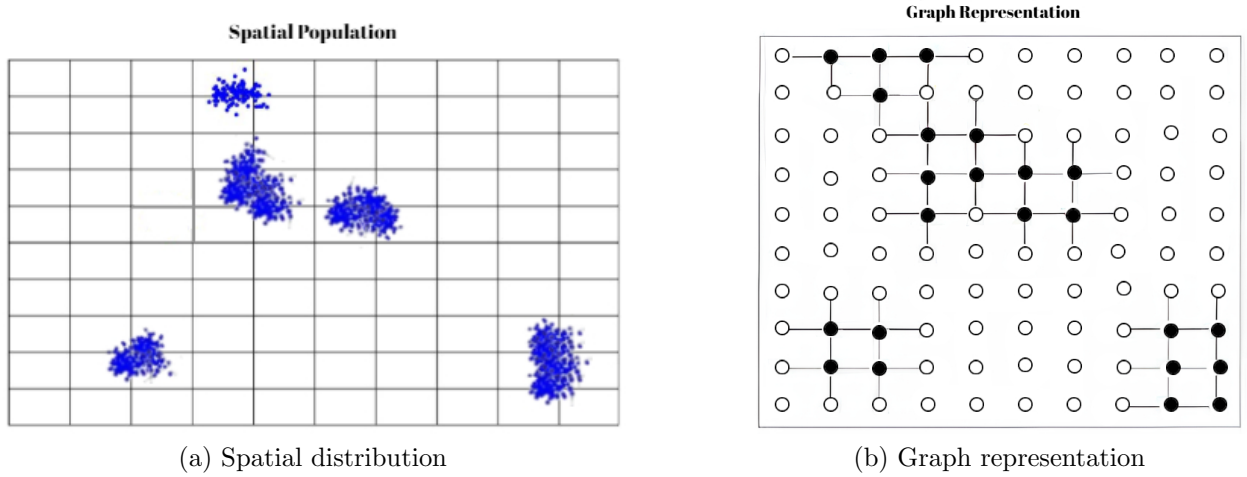 Spatial Population
Graph Representation
(a) Spatial distribution
(b) Graph representation